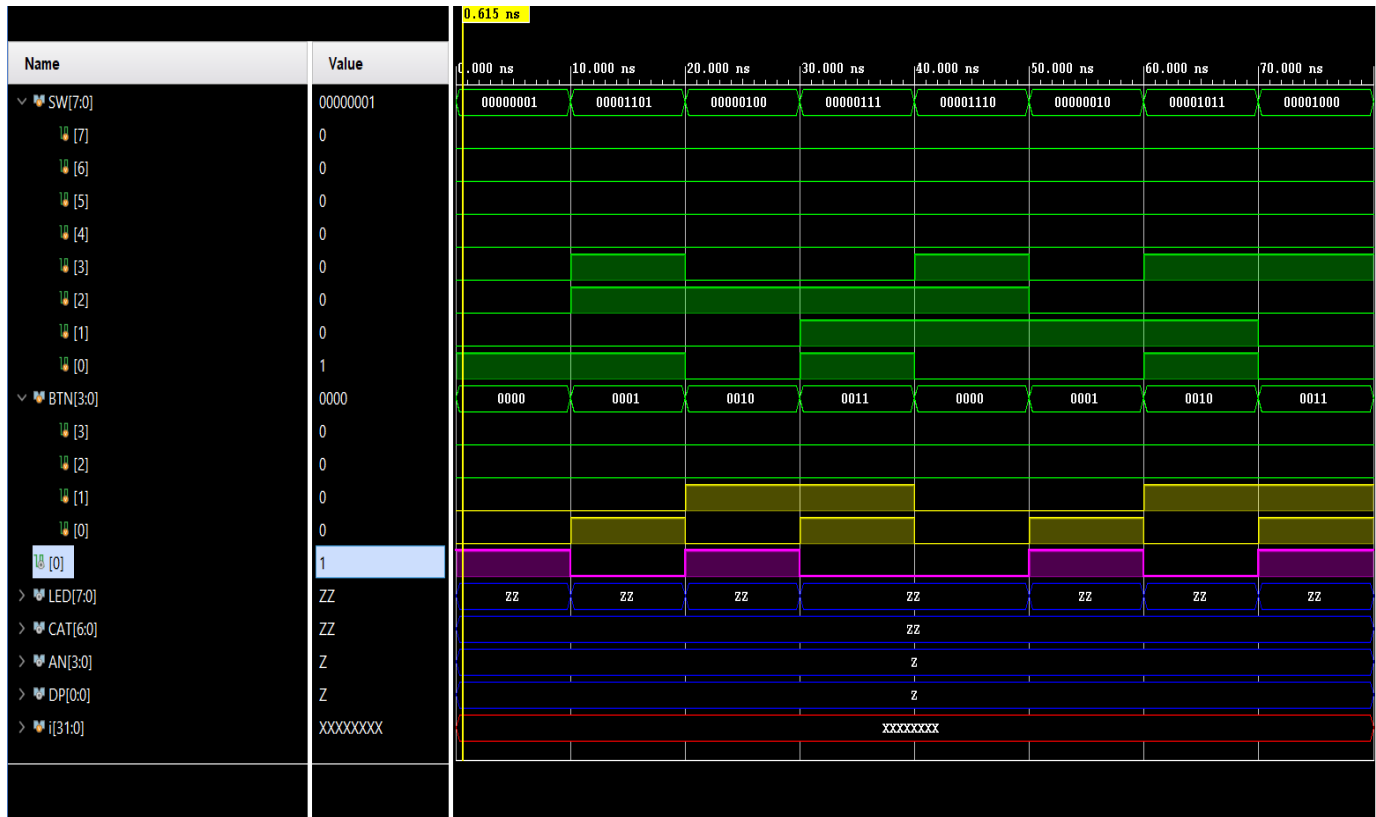 0.615 ns
Name Value 0.000 ns 10.000 ns 20.000 ns 30.000 ns 40.000 ns 50.000 ns 60.000 ns 70.000 ns
SW[7:0] 00000001 00000001 00001101 00000100 00000111 00001110 00000010 00001011 00001000
[7] 0
[6] 0
[5] 0
[4] 0
[3] 0
[2] 0
[1] 0
[0] 1
BTN[3:0] 0000 0000 0001 0010 0011 0000 0001 0010 0011
[3] 0
[2] 0
[1] 0
[0] 0
[0] 1
LED[7:0] ZZ ZZ ZZ ZZ ZZ ZZ ZZ ZZ
CAT[6:0] ZZ ZZ
AN[3:0] Z Z
DP[0:0] Z Z
i[31:0] XXXXXXXX XXXXXXXX